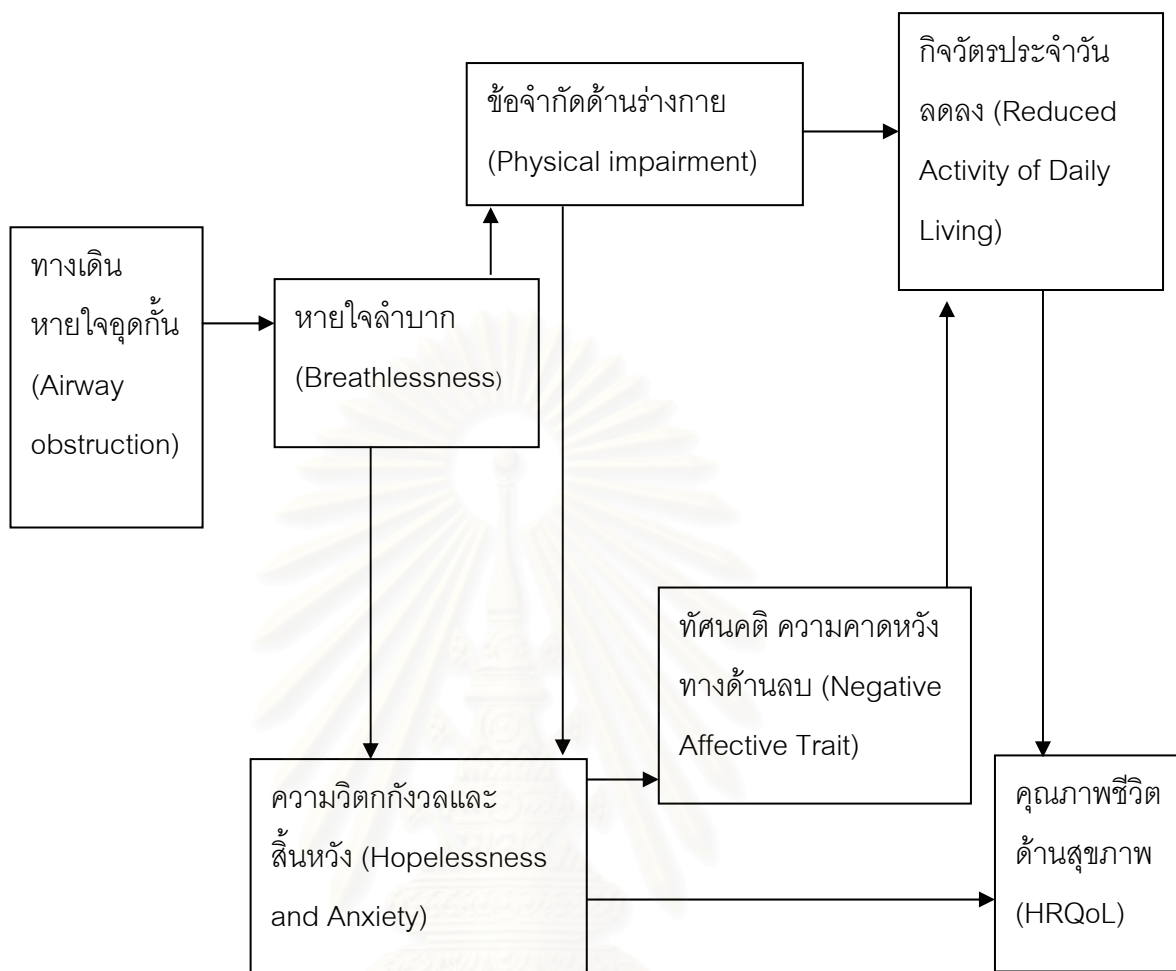 ทางเดิน
หายใจอุดกั้น
(Airway
obstruction)
หายใจลำบาก
(Breathlessness)
ข้อจำกัดด้านร่างกาย
(Physical impairment)
กิจวัตรประจำวัน
ลดลง (Reduced
Activity of Daily
Living)
ความวิตกกังวลและ
สิ้นหวัง (Hopelessness
and Anxiety)
ทัศนคติ ความคาดหวัง
ทางด้านลบ (Negative
Affective Trait)
คุณภาพชีวิต
ด้านสุขภาพ
(HRQoL)